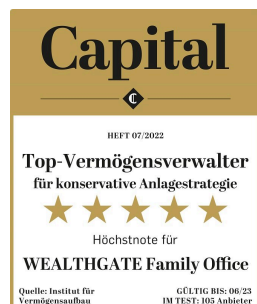 Capital
HEFT 07/2022
Top-Vermögensverwalter
für konservative Anlagestrategie
Höchstnote für
WEALTHGATE Family Office
Quelle: Institut für
Vermögensaufbau
GÜLTIG BIS: 06/23
IM TEST: 105 Anbieter